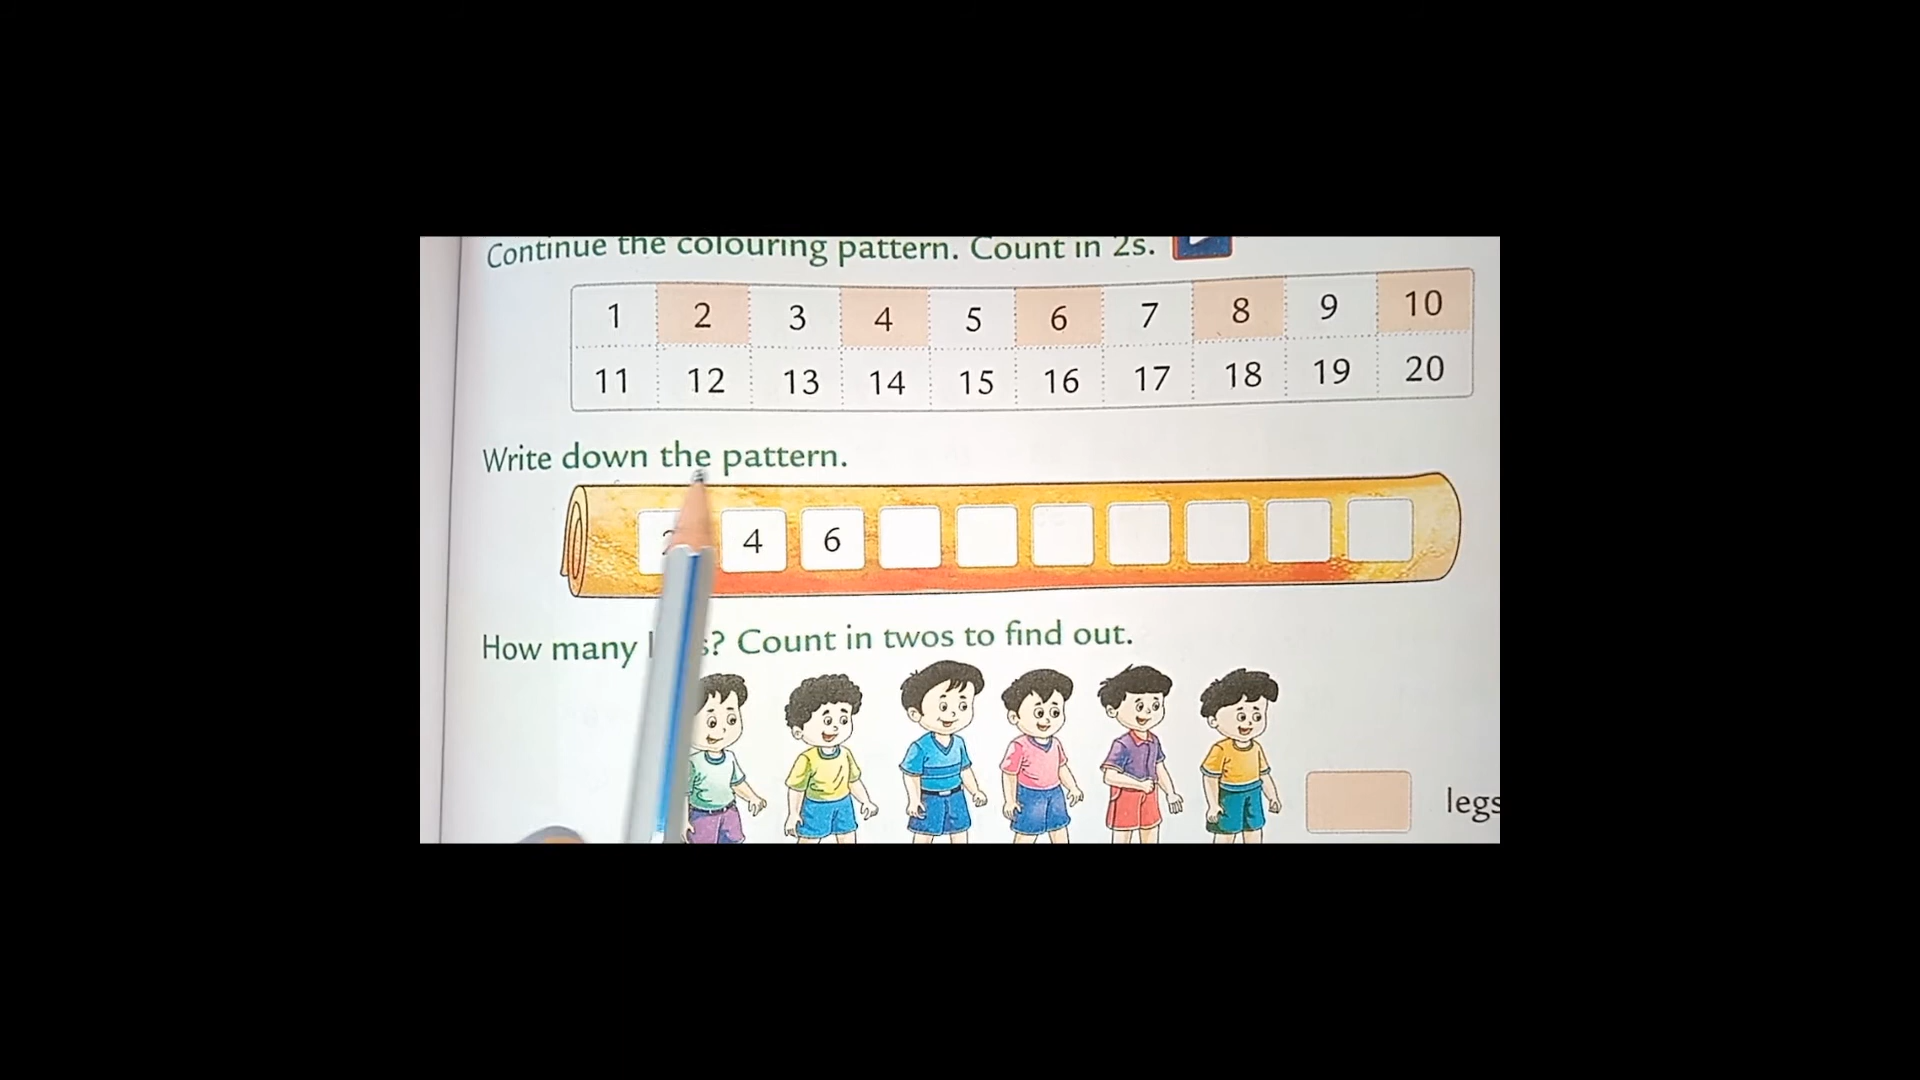 Continue the colouring pattern. Count in 2s.
1 2 3 4 5 6 7 8 9 10
11 12 13 14 15 16 17 18 19 20
Write down the pattern.
4 6
How many ? Count in twos to find out.
legs